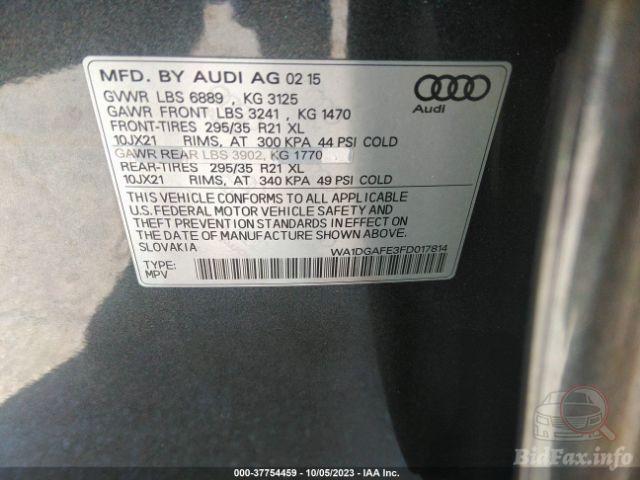 MFD. BY AUDI AG 02 15
GVWR LBS 6889 , KG 3125
GAWR FRONT LBS 3241 , KG 1470
FRONT-TIRES 295/35 R21 XL
10JX21 RIMS, AT 300 KPA 44 PSI COLD
GAWR REAR LBS 3902, KG 1770
REAR-TIRES 295/35 R21 XL
10JX21 RIMS, AT 340 KPA 49 PSI COLD
Audi
THIS VEHICLE CONFORMS TO ALL APPLICABLE
U.S. FEDERAL MOTOR VEHICLE SAFETY AND
THEFT PREVENTION STANDARDS IN EFFECT ON
THE DATE OF MANUFACTURE SHOWN ABOVE.
SLOVAKIA WA1DGAFE3FD017814
TYPE:
MPV
BidFax.info
000-37754459 - 10/05/2023 - IAA Inc.